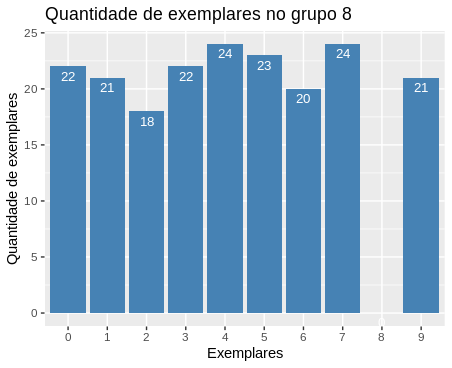 Quantidade de exemplares no grupo 8
Quantidade de exemplares
25
20
15
10
5
0
22 21 18 22 24 23 20 24 0 21
0 1 2 3 4 5 6 7 8 9
Exemplares